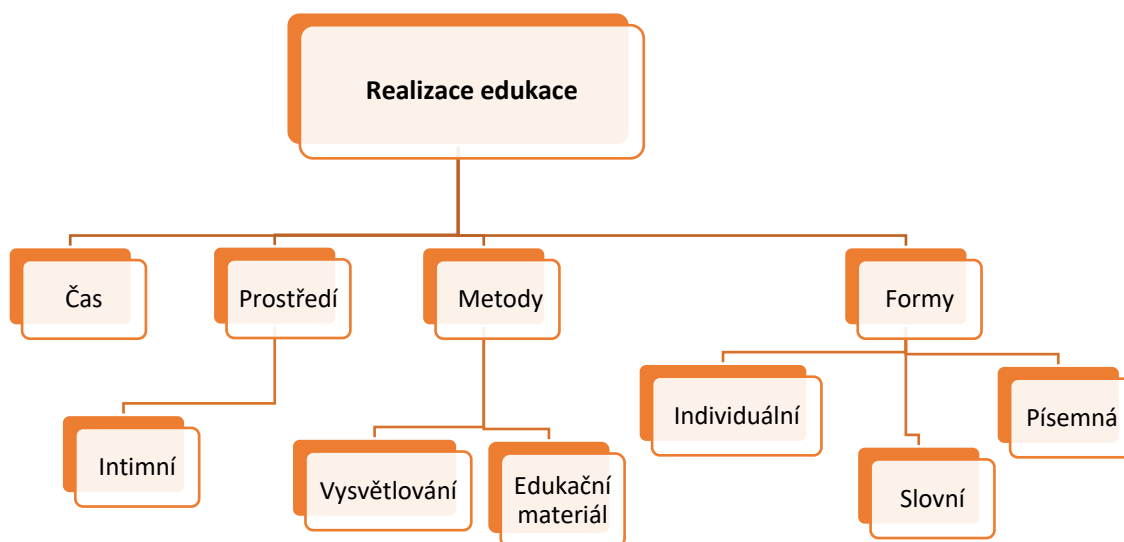 Realizace edukace
Čas
Prostředí
Metody
Formy
Intimní
Vysvětlování
Edukační
materiál
Individuální
Slovní
Písemná